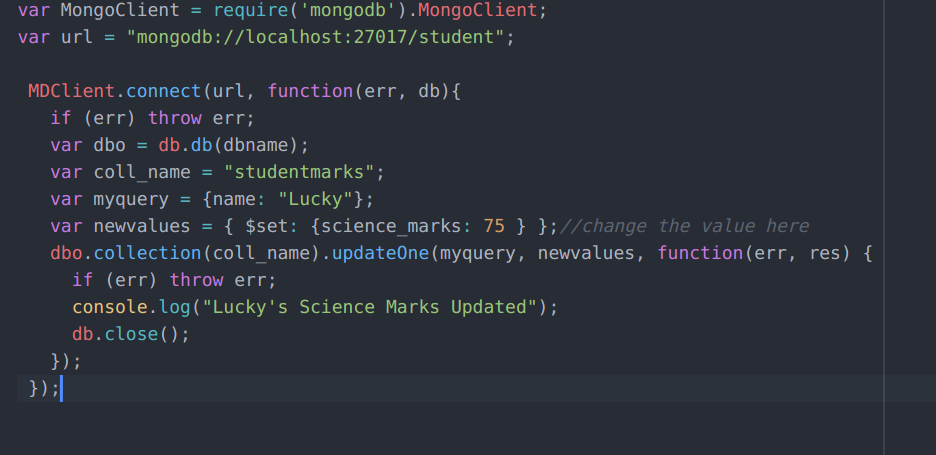 var MongoClient = require('mongodb').MongoClient;
var url = "mongodb://localhost:27017/student";
MDClient.connect(url, function(err, db){
if (err) throw err;
var dbo = db.db(dbname);
var coll_name = "studentmarks";
var myquery = {name: "Lucky"};
var newvalues = { $set: {science_marks: 75 } };//change the value here
dbo.collection(coll_name).updateOne(myquery, newvalues, function(err, res) {
if (err) throw err;
console.log("Lucky's Science Marks Updated");
db.close();
});
});